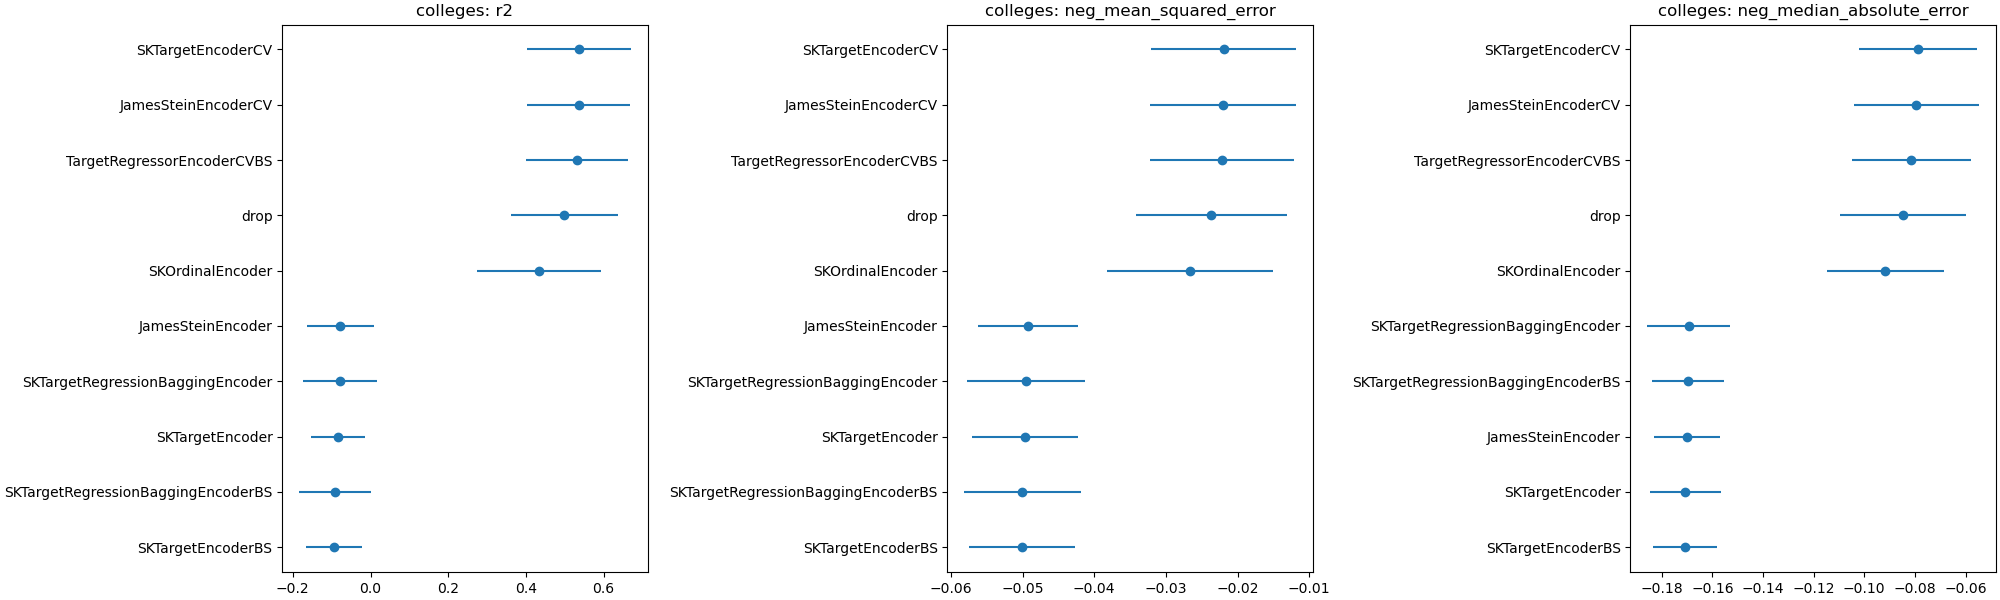 colleges: r2
SKTargetEncoderCV
JamesSteinEncoderCV
TargetRegressorEncoderCVBS
drop
SKOrdinalEncoder
JamesSteinEncoder
SKTargetRegressionBaggingEncoder
SKTargetEncoder
SKTargetRegressionBaggingEncoderBS
SKTargetEncoderBS
−0.2 0.0 0.2 0.4 0.6
colleges: neg_mean_squared_error
SKTargetEncoderCV
JamesSteinEncoderCV
TargetRegressorEncoderCVBS
drop
SKOrdinalEncoder
JamesSteinEncoder
SKTargetRegressionBaggingEncoder
SKTargetEncoder
SKTargetRegressionBaggingEncoderBS
SKTargetEncoderBS
−0.06 −0.05 −0.04 −0.03 −0.02 −0.01
colleges: neg_median_absolute_error
SKTargetEncoderCV
JamesSteinEncoderCV
TargetRegressorEncoderCVBS
drop
SKOrdinalEncoder
SKTargetRegressionBaggingEncoder
SKTargetRegressionBaggingEncoderBS
JamesSteinEncoder
SKTargetEncoder
SKTargetEncoderBS
−0.18 −0.16 −0.14 −0.12 −0.10 −0.08 −0.06